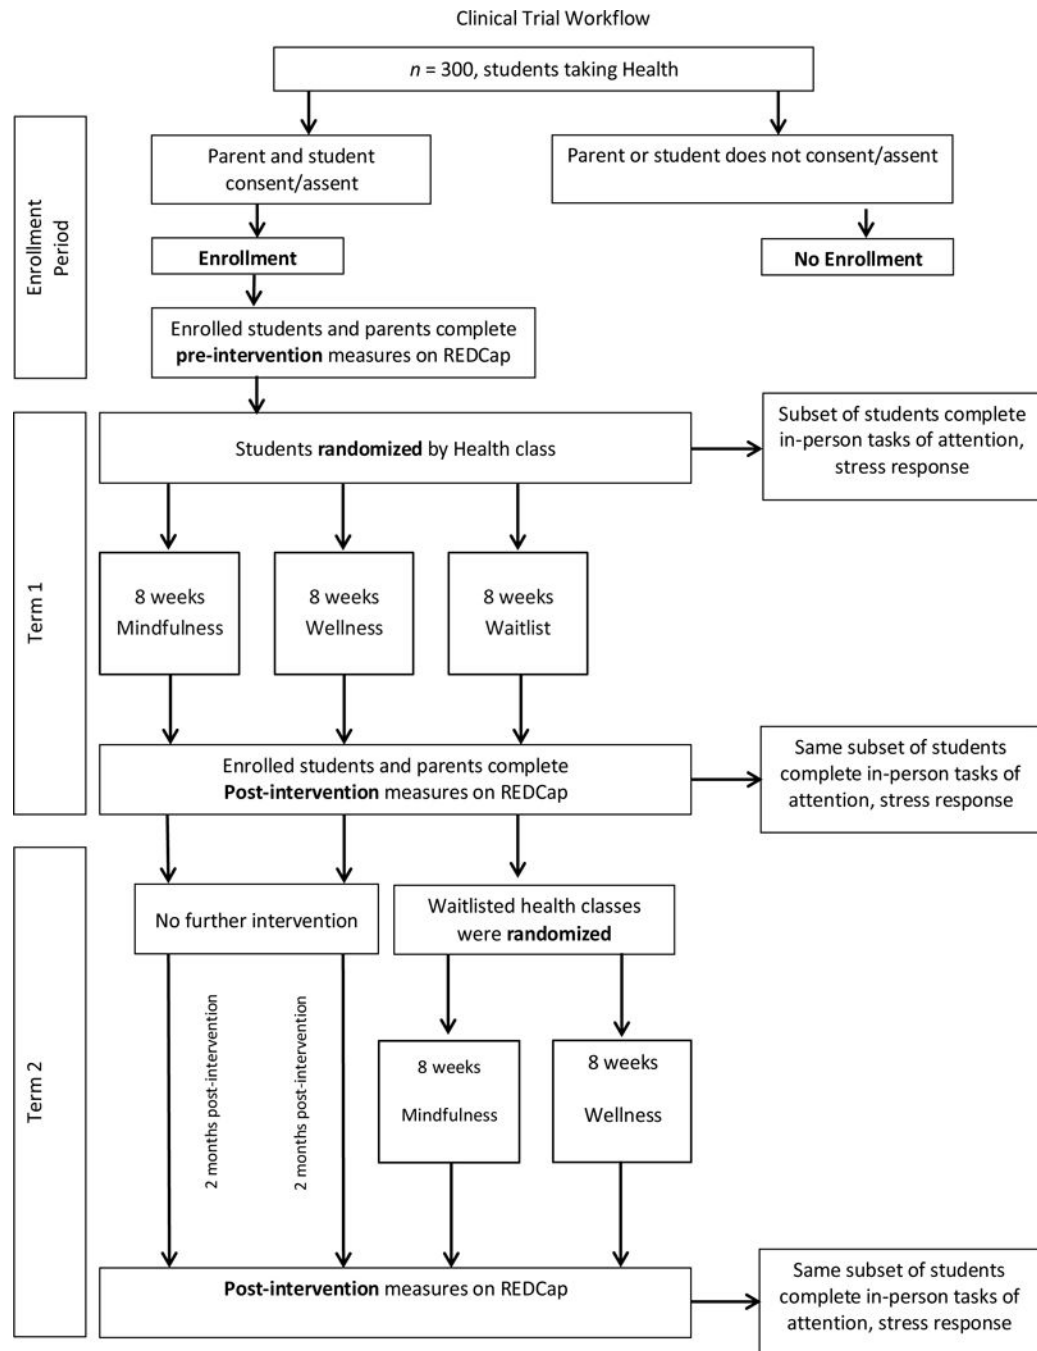 Clinical Trial Workflow
n = 300, students taking Health
Enrollment
Period
Parent and student
consent/assent
Parent or student does not consent/assent
Enrollment
No Enrollment
Enrolled students and parents complete
pre-intervention measures on REDCap
Term 1
Students randomized by Health class
Subset of students complete
in-person tasks of attention,
stress response
8 weeks
Mindfulness
8 weeks
Wellness
8 weeks
Waitlist
Enrolled students and parents complete
Post-intervention measures on REDCap
Same subset of students
complete in-person tasks of
attention, stress response
Term 2
No further intervention
Waitlisted health classes
were randomized
2 months post-intervention
2 months post-intervention
8 weeks
Mindfulness
8 weeks
Wellness
Post-intervention measures on REDCap
Same subset of students
complete in-person tasks of
attention, stress response